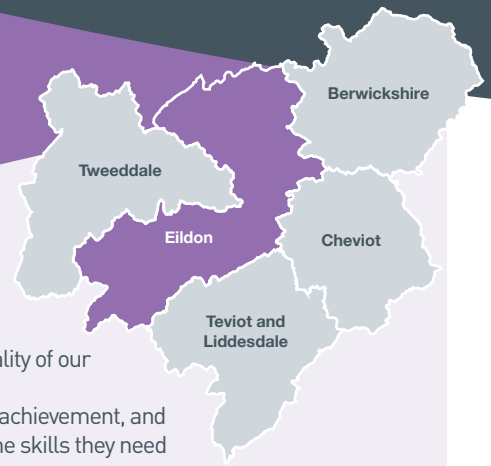 Berwickshire
Tweeddale
Eildon
Cheviot
Teviot and
Liddesdale
ality of our
achievement, and
he skills they need